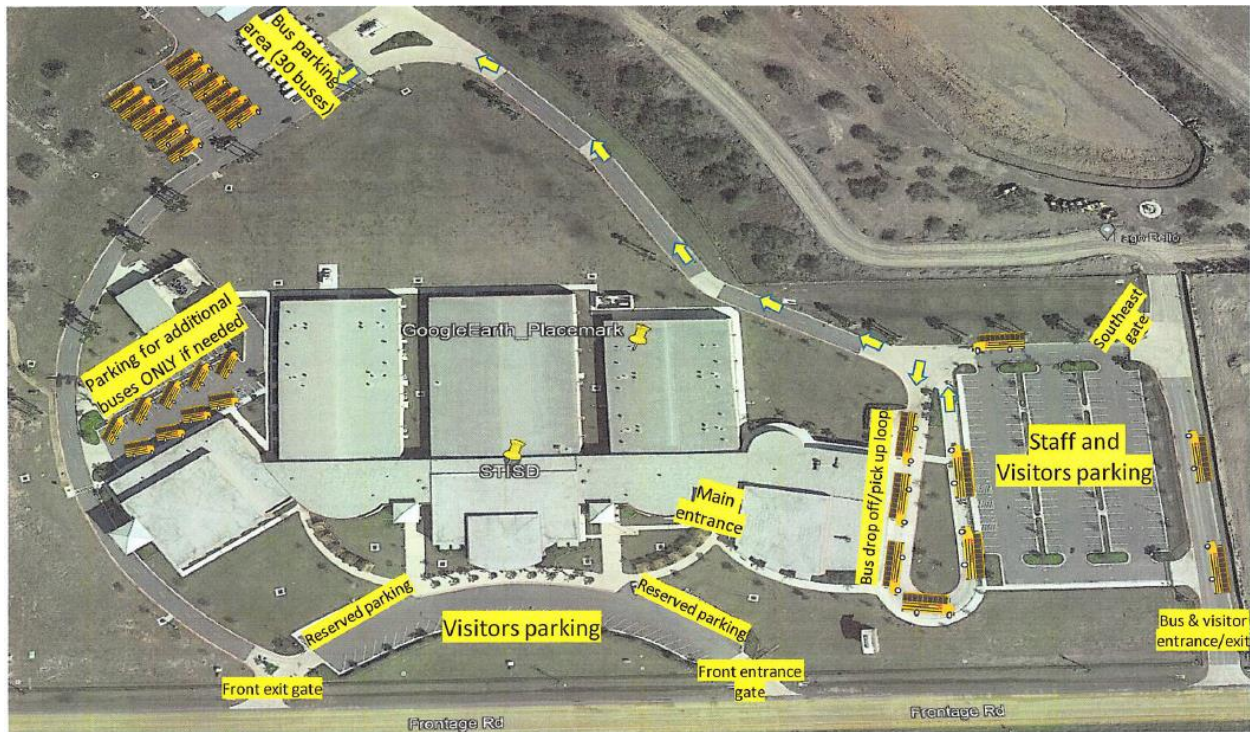 Bus parking
area (30 buses)
Parking for additional
buses ONLY if needed
GoogleEarth_Placemark
STISD
Main
entrance
Bus drop off/pick up loop
Staff and
Visitors parking
Southeast
gate
Reserved parking
Visitors parking
Reserved parking
Bus & visitor
entrance/exit
Front exit gate
Front entrance
gate
Frontage Rd
Frontage Rd